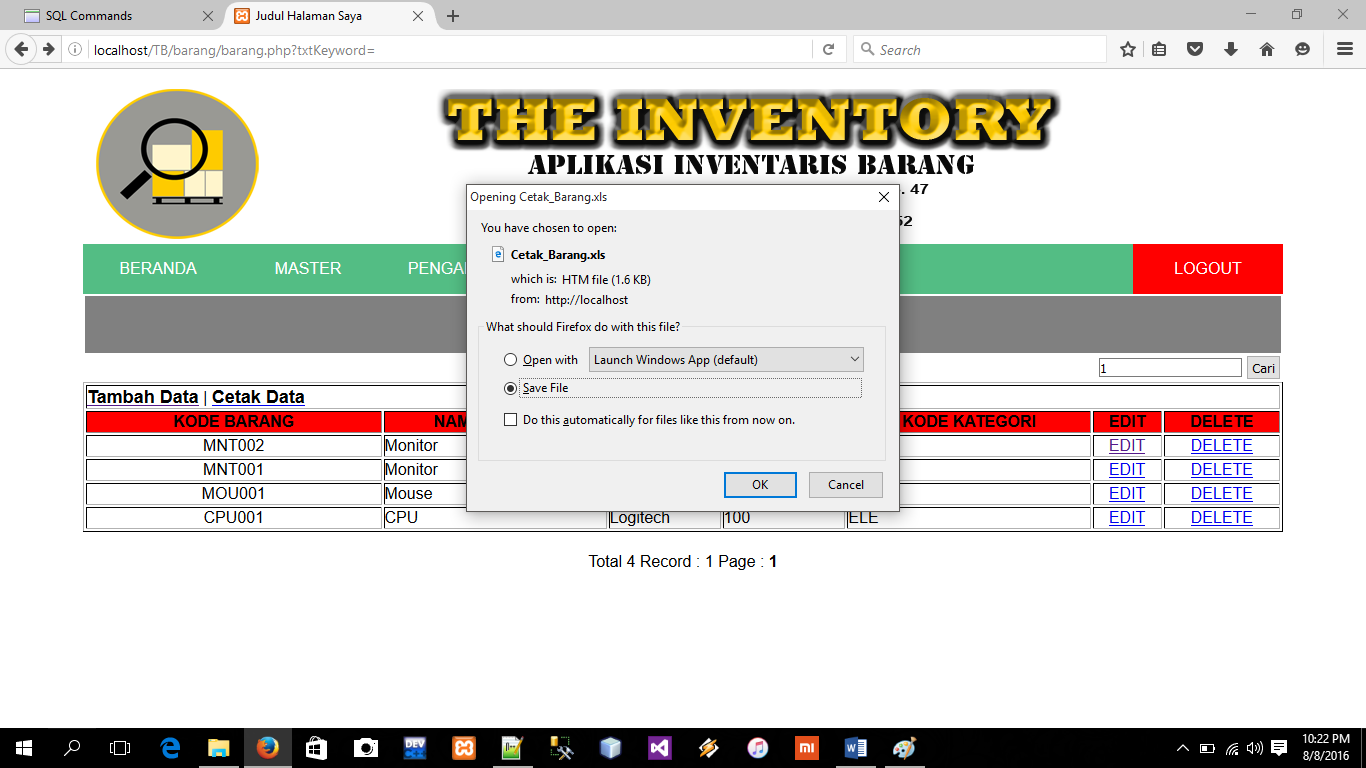 SQL Commands
Judul Halaman Saya
localhost/TB/barang/barang.php?txtKeyword=
Search
THE INVENTORY
APLIKASI INVENTARIS BARANG
. 47
52
BERANDA MASTER PENGA LOGOUT
Opening Cetak_Barang.xls
You have chosen to open:
Cetak_Barang.xls
which is: HTM file (1.6 KB)
from: http://localhost
What should Firefox do with this file?
Open with Launch Windows App (default)
Save File
Do this automatically for files like this from now on.
OK Cancel
1 Cari
Tambah Data | Cetak Data
KODE BARANG NAM KODE KATEGORI EDIT DELETE
MNT002 Monitor EDIT DELETE
MNT001 Monitor EDIT DELETE
MOU001 Mouse EDIT DELETE
CPU001 CPU Logitech 100 ELE EDIT DELETE
Total 4 Record : 1 Page : 1
DEV
mi
10:22 PM
8/8/2016